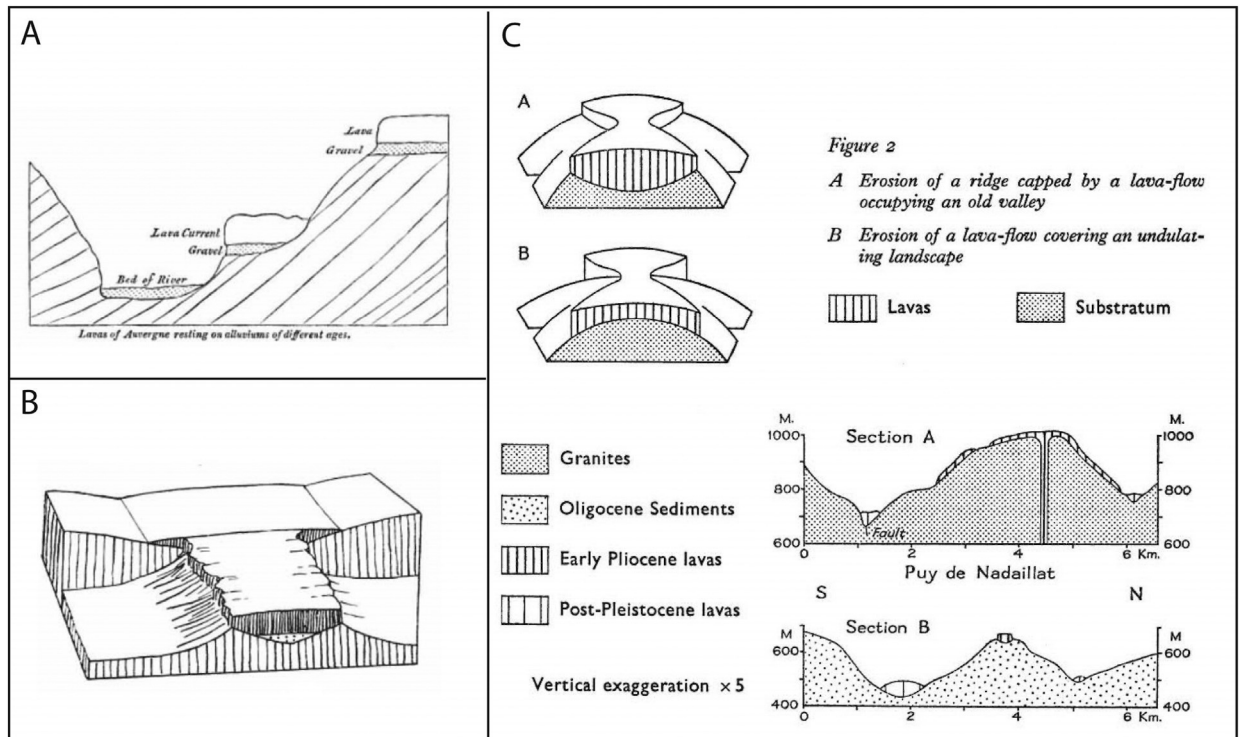 A
Lava
Gravel
Lava Current
Gravel
Bed of River
Lavas of Auvergne resting on alluviums of different ages.
B
C
A
B
Figure 2
A Erosion of a ridge capped by a lava-flow
occupying an old valley
B Erosion of a lava-flow covering an undulat-
ing landscape
Lavas
Substratum
Granites
Oligocene Sediments
Early Pliocene lavas
Post-Pleistocene lavas
Vertical exaggeration ×5
M.
M.
Section A
1000
1000
800
800
600
600
Fault
0
2
4
6 Km.
Puy de Nadaillat
S
N
M
M
Section B
600
600
400
400
0
2
4
6 Km.